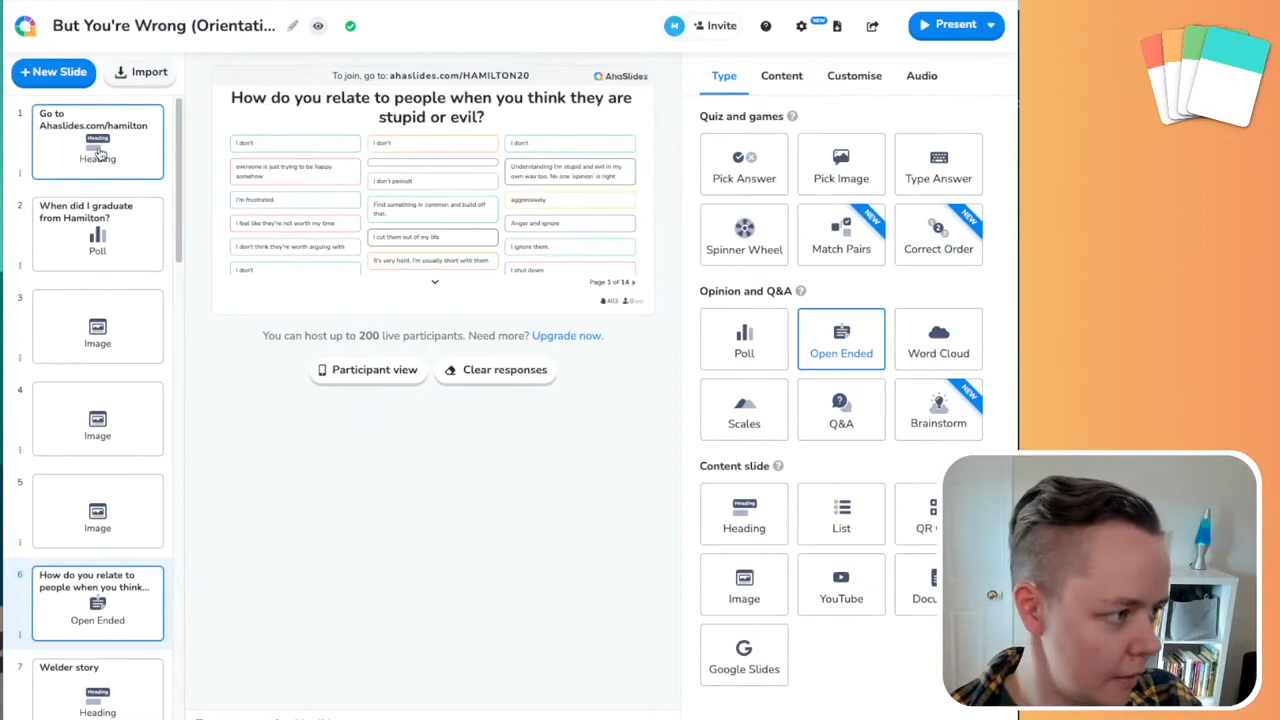 But You're Wrong (Orientati...
M
Invite
NEW
Present
+ New Slide
Import
1
Go to
Ahaslides.com/hamilton
Heading
Heading
2
When did I graduate
from Hamilton?
Poll
3
Image
4
Image
5
Image
6
How do you relate to
people when you think...
Open Ended
7
Welder story
Heading
Heading
To join, go to: ahaslides.com/HAMILTON20
AhaSlides
How do you relate to people when you think they are
stupid or evil?
I don't
everyone is just trying to be happy
somehow
I'm frustrated.
I feel like they're not worth my time
I don't think they're worth arguing with
I don't
I don't
I don't period!
Find something in common and build off
that.
I cut them out of my life
It's very hard, I'm usually short with them
I don't
Understanding I'm stupid and evil in my
own way too. No one 'opinion' is right
aggressively
Anger and ignore
I ignore them.
I shut down
Page 1 of 14
403
You can host up to 200 live participants. Need more? Upgrade now.
Participant view
Clear responses
Type
Content
Customise
Audio
Quiz and games
Pick Answer
Pick Image
Type Answer
Spinner Wheel
Match Pairs
NEW
Correct Order
NEW
Opinion and Q&A
Poll
Open Ended
Word Cloud
Scales
Q&A
Brainstorm
NEW
Content slide
Heading
Heading
List
QR
Image
YouTube
Docu
Google Slides